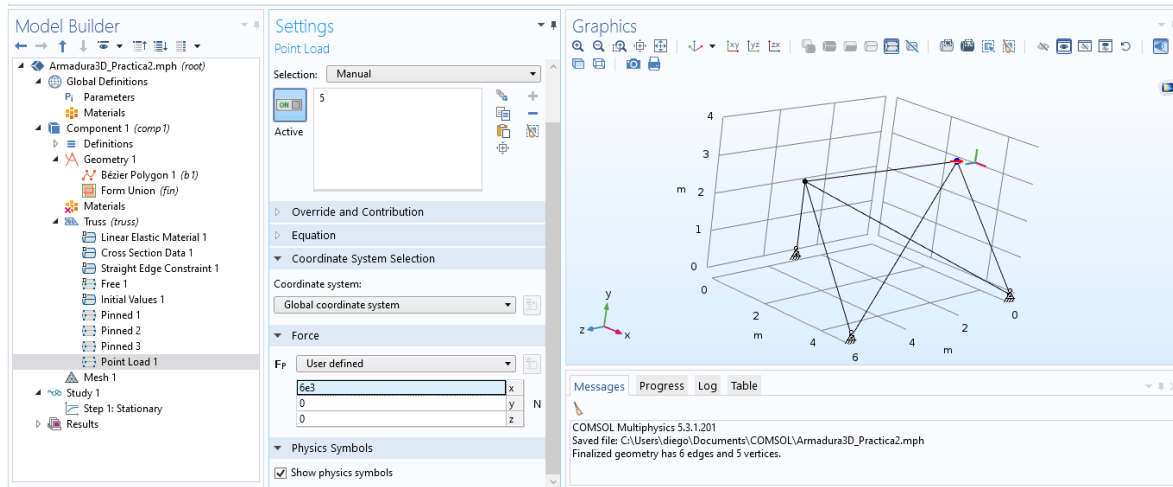 Model Builder
Armadura3D_Practica2.mph (root)
Global Definitions
Pi Parameters
Materials
Component 1 (comp1)
Definitions
Geometry 1
Bézier Polygon 1 (b1)
Form Union (fin)
Materials
Truss (truss)
Linear Elastic Material 1
Cross Section Data 1
Straight Edge Constraint 1
Free 1
Initial Values 1
Pinned 1
Pinned 2
Pinned 3
Point Load 1
Mesh 1
Study 1
Step 1: Stationary
Results
Settings
Point Load
Selection: Manual
ON
Active
5
Override and Contribution
Equation
Coordinate System Selection
Coordinate system:
Global coordinate system
Force
FP User defined
6e3 x
0 y N
0 z
Physics Symbols
Show physics symbols
Graphics
xy yz zx
4
3
m 2
1
0
0
2
m
4
6
4
m
2
0
y
z x
Messages Progress Log Table
COMSOL Multiphysics 5.3.1.201
Saved file: C:\Users\diego\Documents\COMSOL\Armadura3D_Practica2.mph
Finalized geometry has 6 edges and 5 vertices.